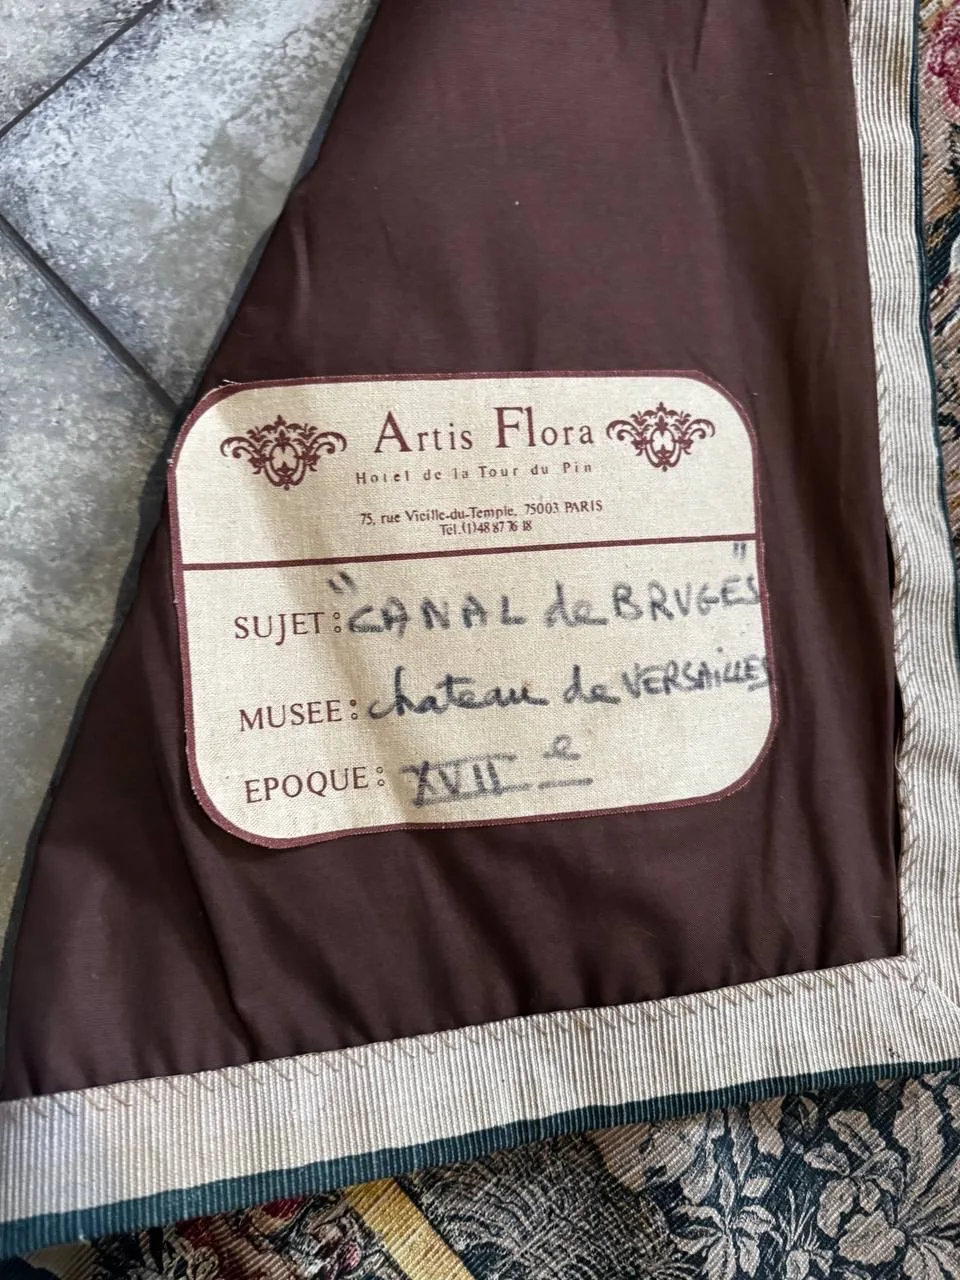 Artis Flora
Hotel de la Tour du Pin
75, rue Vieille-du-Temple, 75003 PARIS
Tél.(1)48 87 76 18
SUJET : "CANAL de BRUGES"
MUSEE : chateau de VERSAILLES
EPOQUE : XVII e